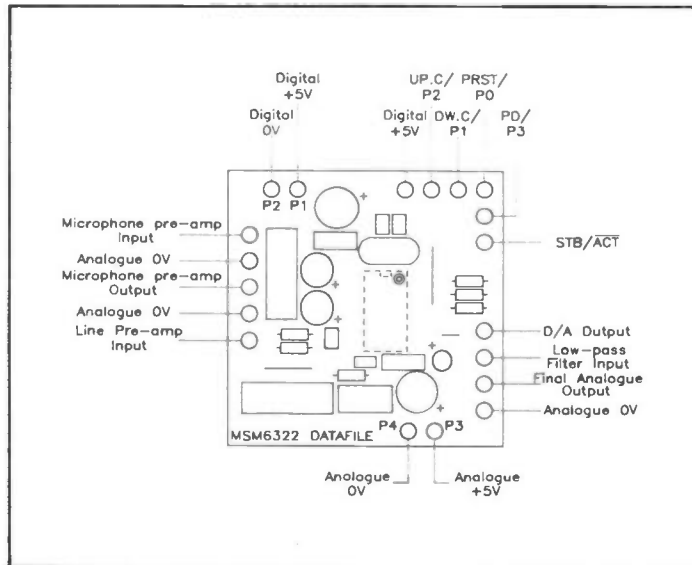 Digital
+5V
Digital
0V
UP.C/
P2
PRST/
P0
Digital
+5V
DW.C/
P1
PD/
P3
P2 P1
+
Microphone pre-amp
Input
Analogue 0V
Microphone pre-amp
Output
Analogue 0V
Line Pre-amp
Input
STB/A̅C̅T̅
+
+
D/A Output
Low-pass
Filter Input
Final Analogue
Output
Analogue 0V
+
+
P4 P3
MSM6322 DATAFILE
Analogue
0V
Analogue
+5V